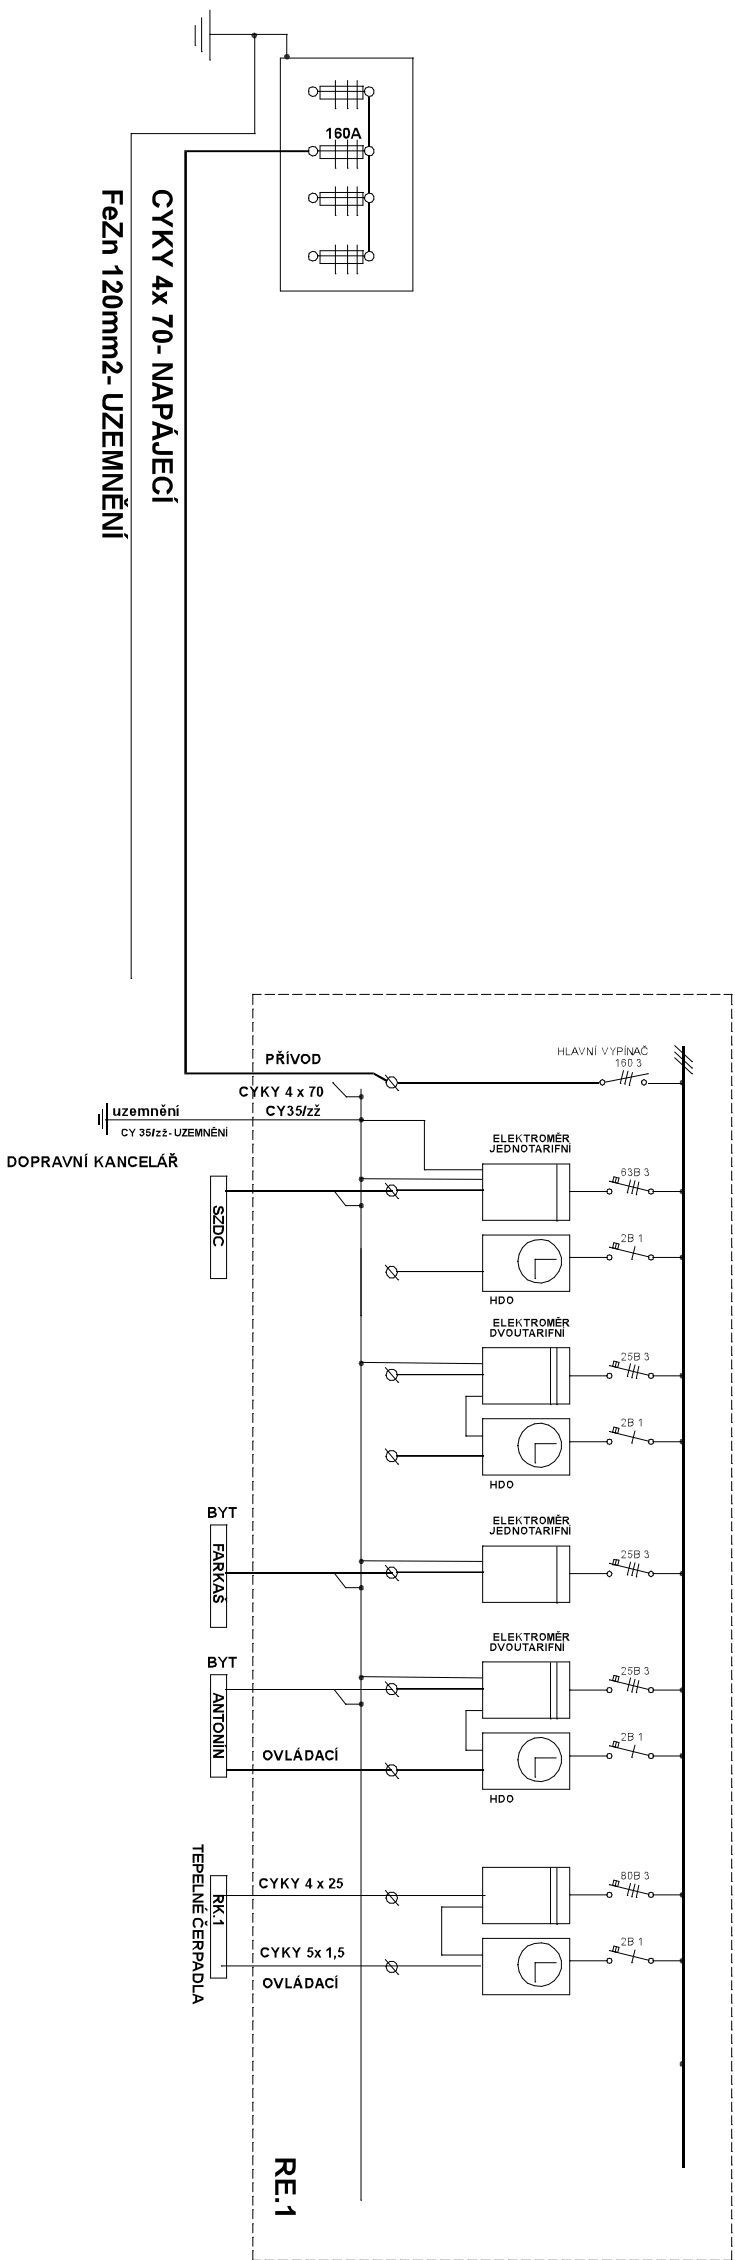 160A
CYKY 4x 70- NAPÁJECÍ
FeZn 120mm2- UZEMNĚNÍ
HLAVNÍ VYPÍNAČ
160 3
PŘÍVOD
CYKY 4 x 70
uzemnění
CY35/zž
CY 35/zž-UZEMNĚNÍ
DOPRAVNÍ KANCELÁŘ
SZDC
ELEKTROMĚR
JEDNOTARIFNÍ
63B 3
2B 1
HDO
ELEKTROMĚR
DVOUTARIFNÍ
25B 3
2B 1
HDO
BYT
FARKAŠ
ELEKTROMĚR
JEDNOTARIFNÍ
25B 3
BYT
ANTONÍN
ELEKTROMĚR
DVOUTARIFNÍ
25B 3
2B 1
OVLÁDACÍ
HDO
TEPELNÉ ČERPADLA
RK.1
CYKY 4 x 25
80B 3
CYKY 5x 1,5
OVLÁDACÍ
2B 1
RE.1